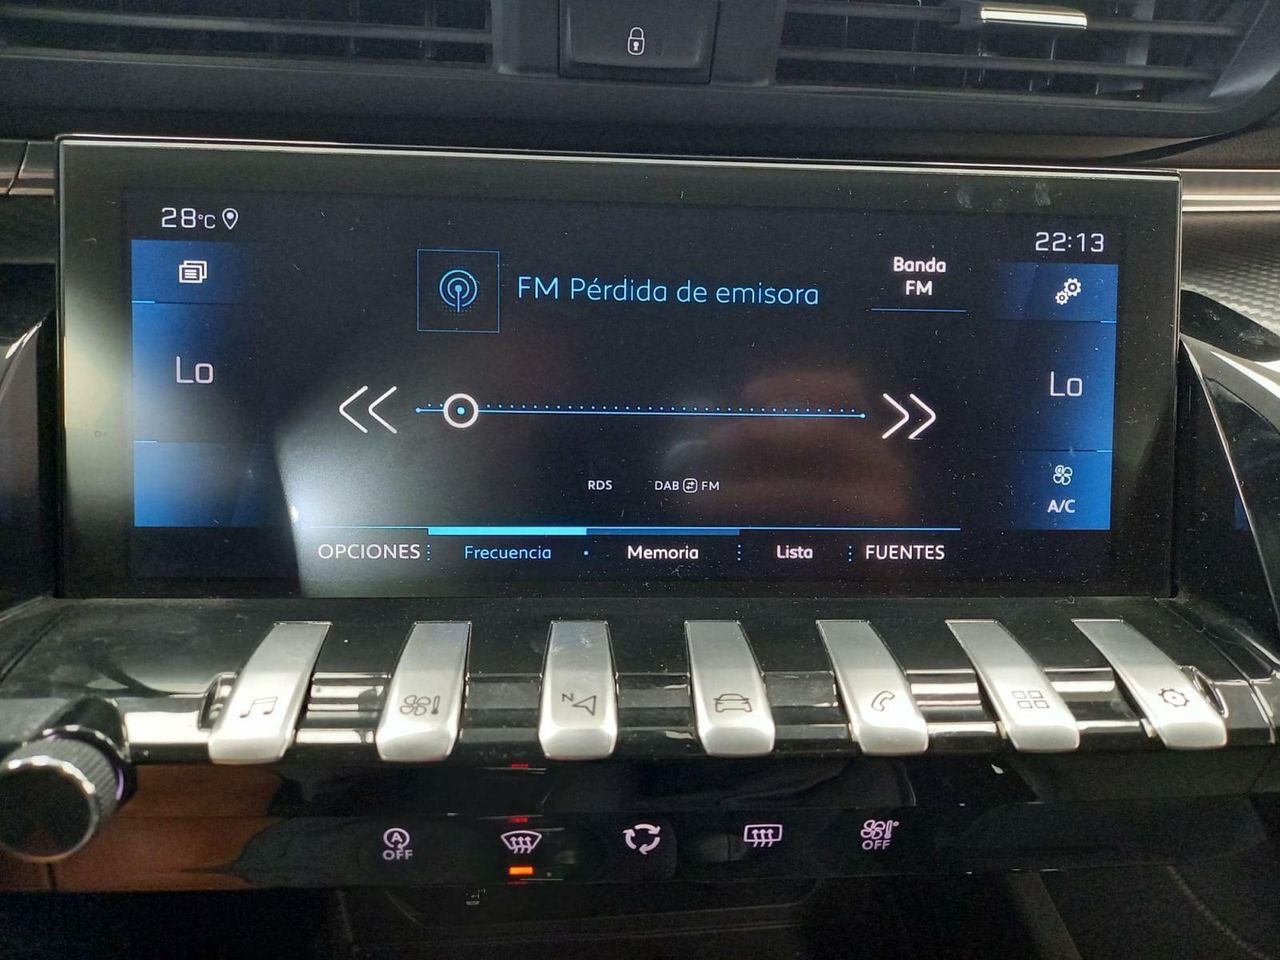 28°C
22:13
FM Pérdida de emisora
Banda
FM
Lo
Lo
RDS
DAB FM
A/C
OPCIONES
Frecuencia
Memoria
Lista
FUENTES
N
A
OFF
OFF